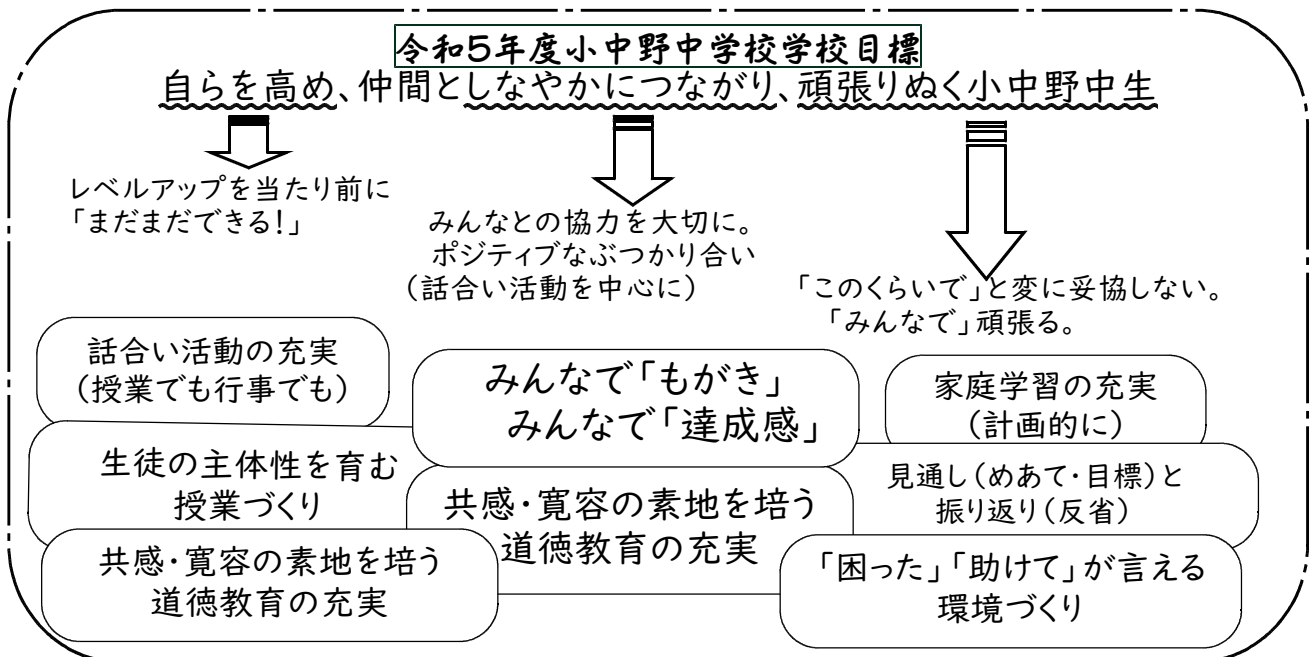 令和5年度小中野中学校学校目標
自らを高め、仲間としなやかにつながり、頑張りぬく小中野中生
レベルアップを当たり前に
「まだまだできる!」
みんなとの協力を大切に。
ポジティブなぶつかり合い
(話合い活動を中心に)
「このくらいで」と変に妥協しない。
「みんなで」頑張る。
話合い活動の充実
(授業でも行事でも)
生徒の主体性を育む
授業づくり
共感・寛容の素地を培う
道徳教育の充実
みんなで「もがき」
みんなで「達成感」
共感・寛容の素地を培う
道徳教育の充実
家庭学習の充実
(計画的に)
見通し(めあて・目標)と
振り返り(反省)
「困った」「助けて」が言える
環境づくり